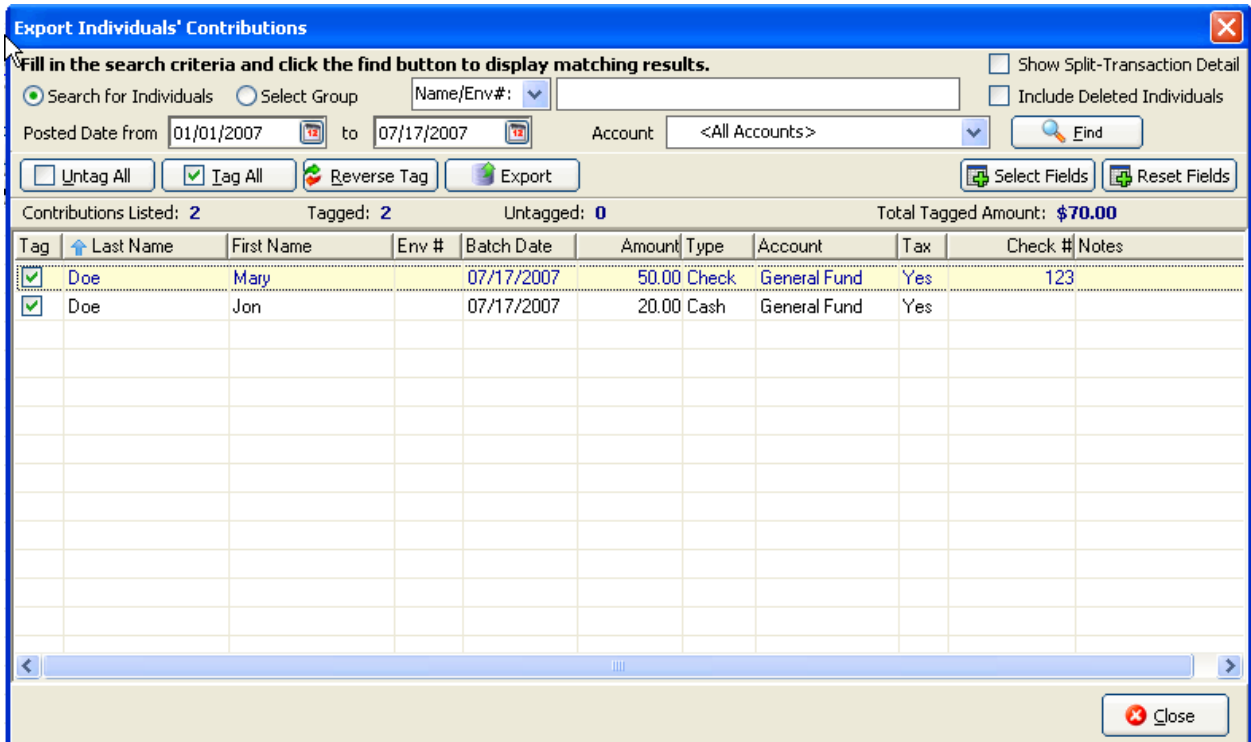 Export Individuals' Contributions
Fill in the search criteria and click the find button to display matching results. Show Split-Transaction Detail
Search for Individuals Select Group Name/Env#: Include Deleted Individuals
Posted Date from 01/01/2007 to 07/17/2007 Account <All Accounts> Find
Untag All Tag All Reverse Tag Export Select Fields Reset Fields
Contributions Listed: 2 Tagged: 2 Untagged: 0 Total Tagged Amount: $70.00
Tag Last Name First Name Env # Batch Date Amount Type Account Tax Check # Notes
Doe Mary 07/17/2007 50.00 Check General Fund Yes 123
Doe Jon 07/17/2007 20.00 Cash General Fund Yes
Close